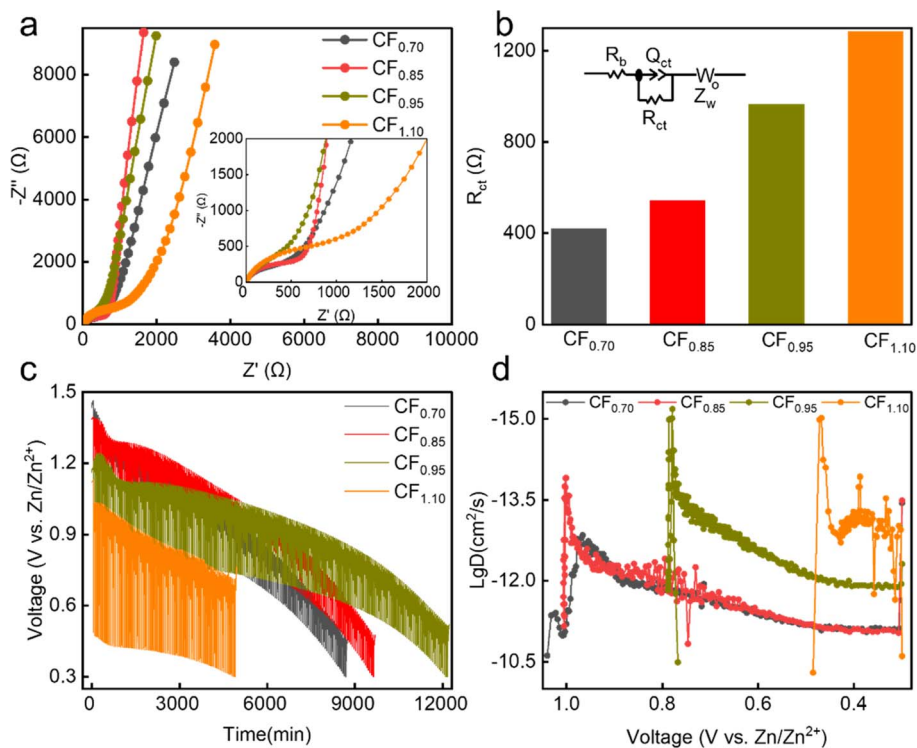 a
-Z'' (Ω)
8000
6000
4000
2000
0
0 2000 4000 6000 8000 10000
Z' (Ω)
CF0.70
CF0.85
CF0.95
CF1.10
-Z'' (Ω)
2000
1500
1000
500
0
500 1000 1500 2000
Z' (Ω)
b
Rct (Ω)
1200
800
400
0
Rb
Qct
Rct
Wo
Zw
CF0.70 CF0.85 CF0.95 CF1.10
c
Voltage (V vs. Zn/Zn2+)
1.5
1.2
0.9
0.6
0.3
0 3000 6000 9000 12000
Time(min)
CF0.70
CF0.85
CF0.95
CF1.10
d
LgD(cm2/s)
-15.0
-13.5
-12.0
-10.5
1.0 0.8 0.6 0.4
Voltage (V vs. Zn/Zn2+)
CF0.70 CF0.85 CF0.95 CF1.10